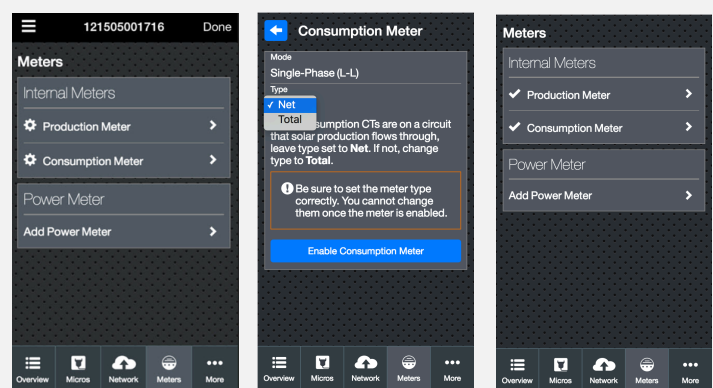 121505001716 Done
Meters
Internal Meters
Production Meter
Consumption Meter
Power Meter
Add Power Meter
Overview Micros Network Meters More
Consumption Meter
Mode
Single-Phase (L-L)
Type
Net
Total
sumption CTs are on a circuit
that solar production flows through,
leave type set to Net. If not, change
type to Total.
Be sure to set the meter type
correctly. You cannot change
them once the meter is enabled.
Enable Consumption Meter
Overview Micros Network Meters More
Meters
Internal Meters
Production Meter
Consumption Meter
Power Meter
Add Power Meter
Overview Micros Network Meters More